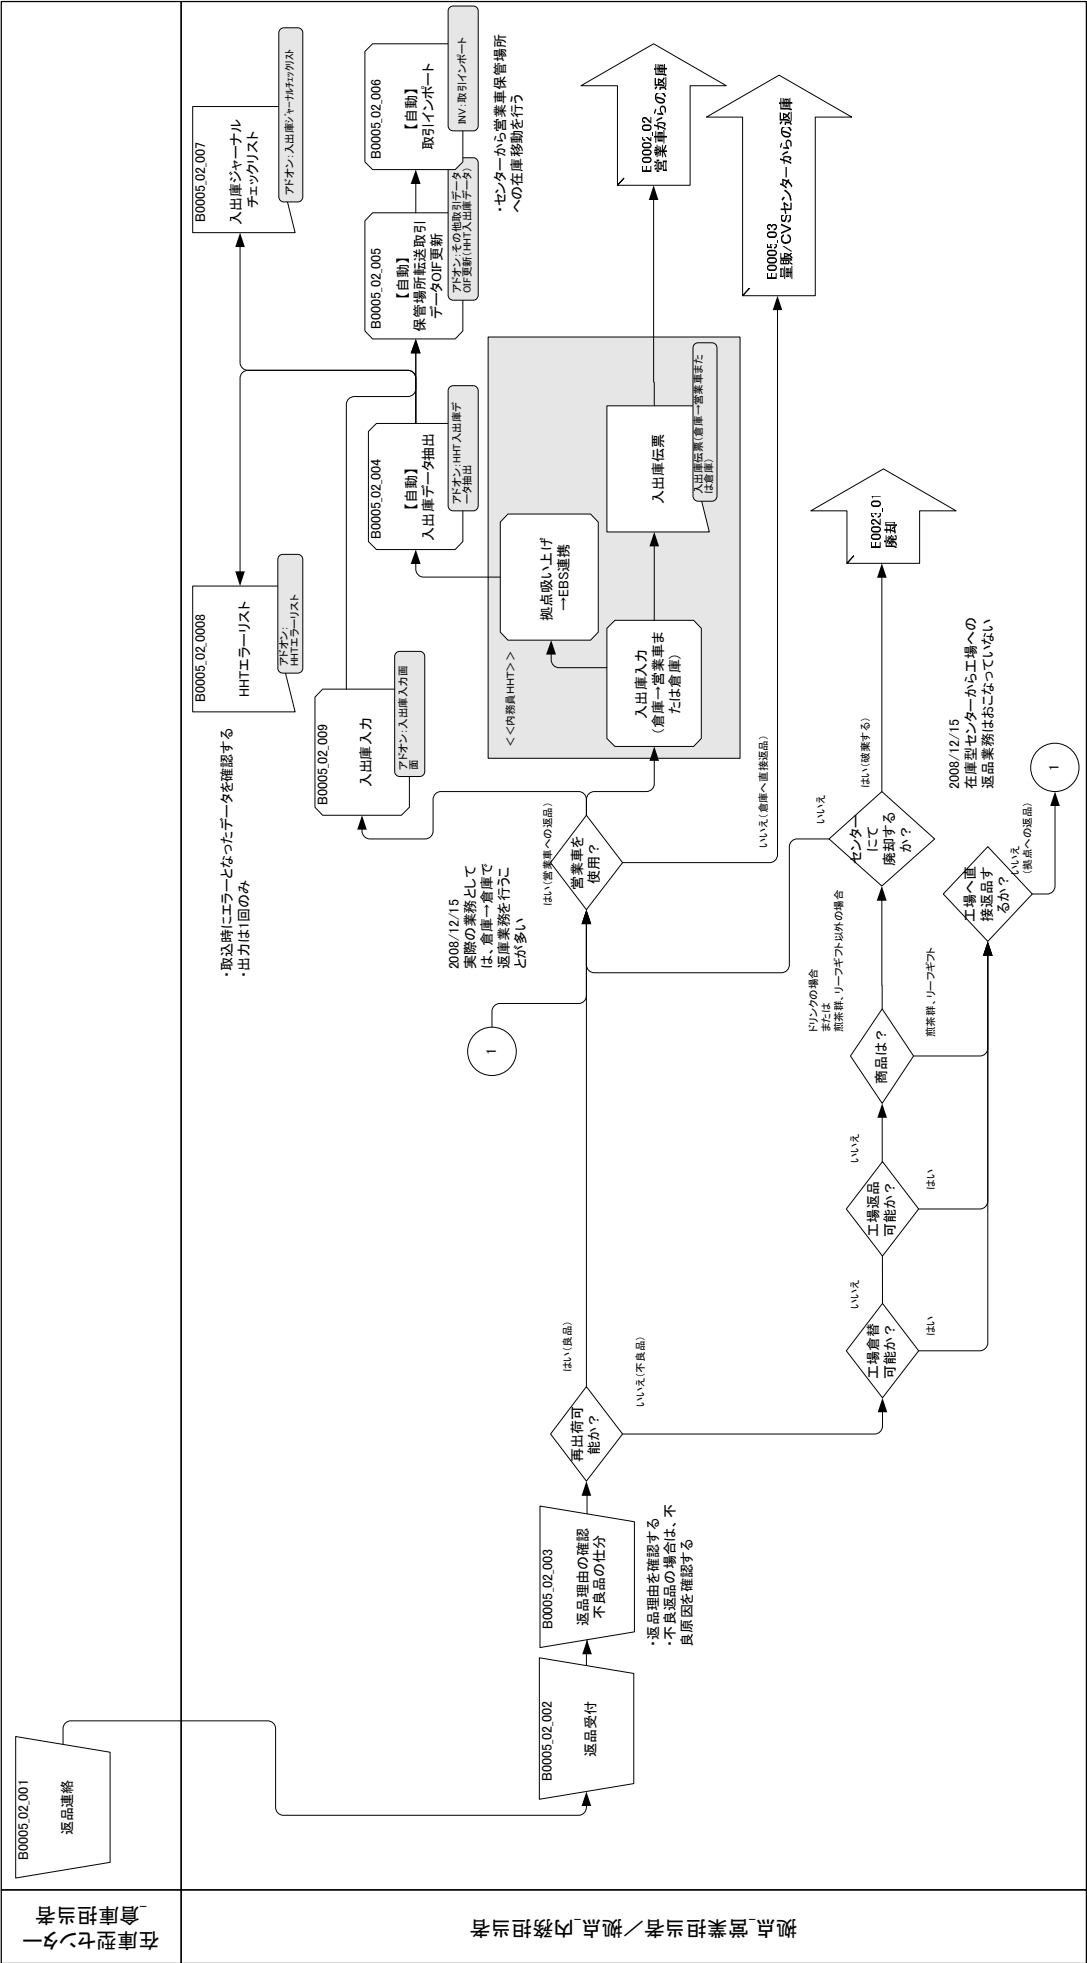 在庫型センター
_倉庫担当者
拠点_営業担当者／拠点_内務担当者
B0005_02_001
返品連絡
B0005_02_002
返品受付
B0005_02_003
返品理由の確認
不良品の仕分
・返品理由を確認する
・不良返品の場合は、不
良原因を確認する
再出荷可
能か？
はい（良品）
いいえ（不良品）
工場倉替
可能か？
いいえ
はい
工場返品
可能か？
いいえ
はい
商品は？
ドリンクの場合
または
煎茶群、リーフギフト以外の場合
煎茶群、リーフギフト
センター
にて
廃却する
か？
いいえ
はい（破棄する）
工場へ直
接返品す
るか？
いいえ
（拠点への返品）
1
2008/12/15
在庫型センターから工場への
返品業務はおこなっていない
E0023_01
廃却
1
2008/12/15
実際の業務として
は、倉庫→倉庫で
返庫業務を行うこ
とが多い
営業車を
使用？
はい（営業車への返品）
いいえ（倉庫へ直接返品）
B0005_02_009
入出庫入力
アドオン：入出庫入力画
面
＜＜内務員HHT＞＞
入出庫入力
（倉庫→営業車ま
たは倉庫）
拠点吸い上げ
→EBS連携
入出庫伝票
入出庫伝票（倉庫→営業車また
は倉庫）
B0005_02_004
【自動】
入出庫データ抽出
アドオン：HHT入出庫デ
ータ抽出
B0005_02_005
【自動】
保管場所転送取引
データOIF更新
アドオン：その他取引データ
OIF更新（HHT入出庫データ）
B0005_02_006
【自動】
取引インポート
INV：取引インポート
・センターから営業車保管場所
への在庫移動を行う
B0005_02_0008
HHTエラーリスト
アドオン：
HHTエラーリスト
・取込時にエラーとなったデータを確認する
・出力は1回のみ
B0005_02_007
入出庫ジャーナル
チェックリスト
アドオン：入出庫ジャーナルチェックリスト
E0002_02
営業車からの返庫
E0005_03
量販/CVSセンターからの返庫